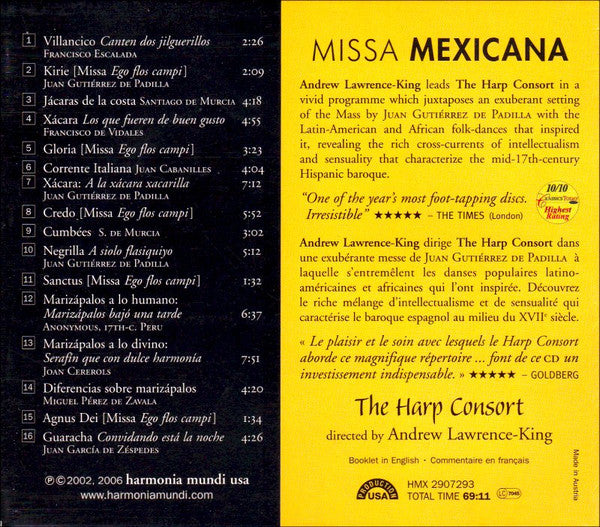 1 Villancico Canten dos jilguerillos 2:26
FRANCISCO ESCALADA
2 Kirie [Missa Ego flos campi] 2:09
JUAN GUTIÉRREZ DE PADILLA
3 Jácaras de la costa SANTIAGO DE MURCIA 4:18
4 Xácara Los que fueren de buen gusto 4:55
FRANCISCO DE VIDALES
5 Gloria [Missa Ego flos campi] 3:23
6 Corrente Italiana JUAN CABANILLES 4:04
7 Xácara: A la xácara xacarilla 7:12
JUAN GUTIÉRREZ DE PADILLA
8 Credo [Missa Ego flos campi] 5:52
9 Cumbées S. DE MURCIA 3:02
10 Negrilla A siolo flasiquiyo 5:12
JUAN GUTIÉRREZ DE PADILLA
11 Sanctus [Missa Ego flos campi] 1:32
12 Marizápalos a lo humano:
Marizápalos bajó una tarde 6:37
ANONYMOUS, 17TH-C. PERU
13 Marizápalos a lo divino:
Serafín que con dulce harmonía 7:51
JOAN CEREROLS
14 Diferencias sobre marizápalos 4:20
MIGUEL PÉREZ DE ZAVALA
15 Agnus Dei [Missa Ego flos campi] 1:34
16 Guaracha Convidando está la noche 4:26
JUAN GARCÍA DE ZÉSPEDES
℗© 2002, 2006 harmonia mundi usa
www.harmoniamundi.com
MISSA MEXICANA
Andrew Lawrence-King leads The Harp Consort in a
vivid programme which juxtaposes an exuberant setting
of the Mass by JUAN GUTIÉRREZ DE PADILLA with the
Latin-American and African folk-dances that inspired
it, revealing the rich cross-currents of intellectualism
and sensuality that characterize the mid-17th-century
Hispanic baroque.
“One of the year's most foot-tapping discs.
Irresistible” ★★★★★ – THE TIMES (London)
10/10
CLASSICSTODAY
Highest
Rating
Andrew Lawrence-King dirige The Harp Consort dans
une exubérante messe de JUAN GUTIÉRREZ DE PADILLA à
laquelle s'entremêlent les danses populaires latino-
américaines et africaines qui l'ont inspirée. Découvrez
le riche mélange d'intellectualisme et de sensualité qui
caractérise le baroque espagnol au milieu du XVIIe siècle.
« Le plaisir et le soin avec lesquels le Harp Consort
aborde ce magnifique répertoire ... font de ce CD un
investissement indispensable. » ★★★★★ – GOLDBERG
The Harp Consort
directed by Andrew Lawrence-King
Booklet in English · Commentaire en français
PRODUCTION
USA
HMX 2907293
TOTAL TIME 69:11
LC 7045
Made in Austria